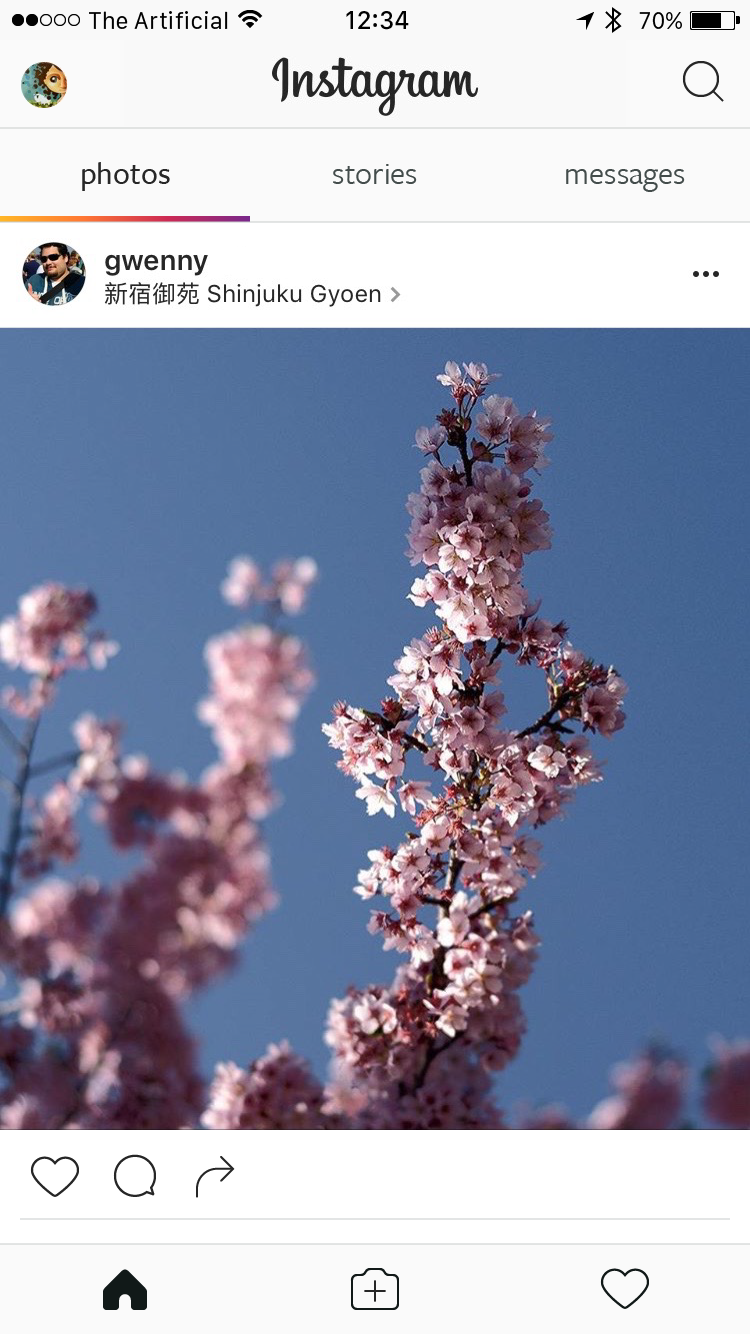 The Artificial 12:34 70%
Instagram
photos stories messages
gwenny
新宿御苑 Shinjuku Gyoen